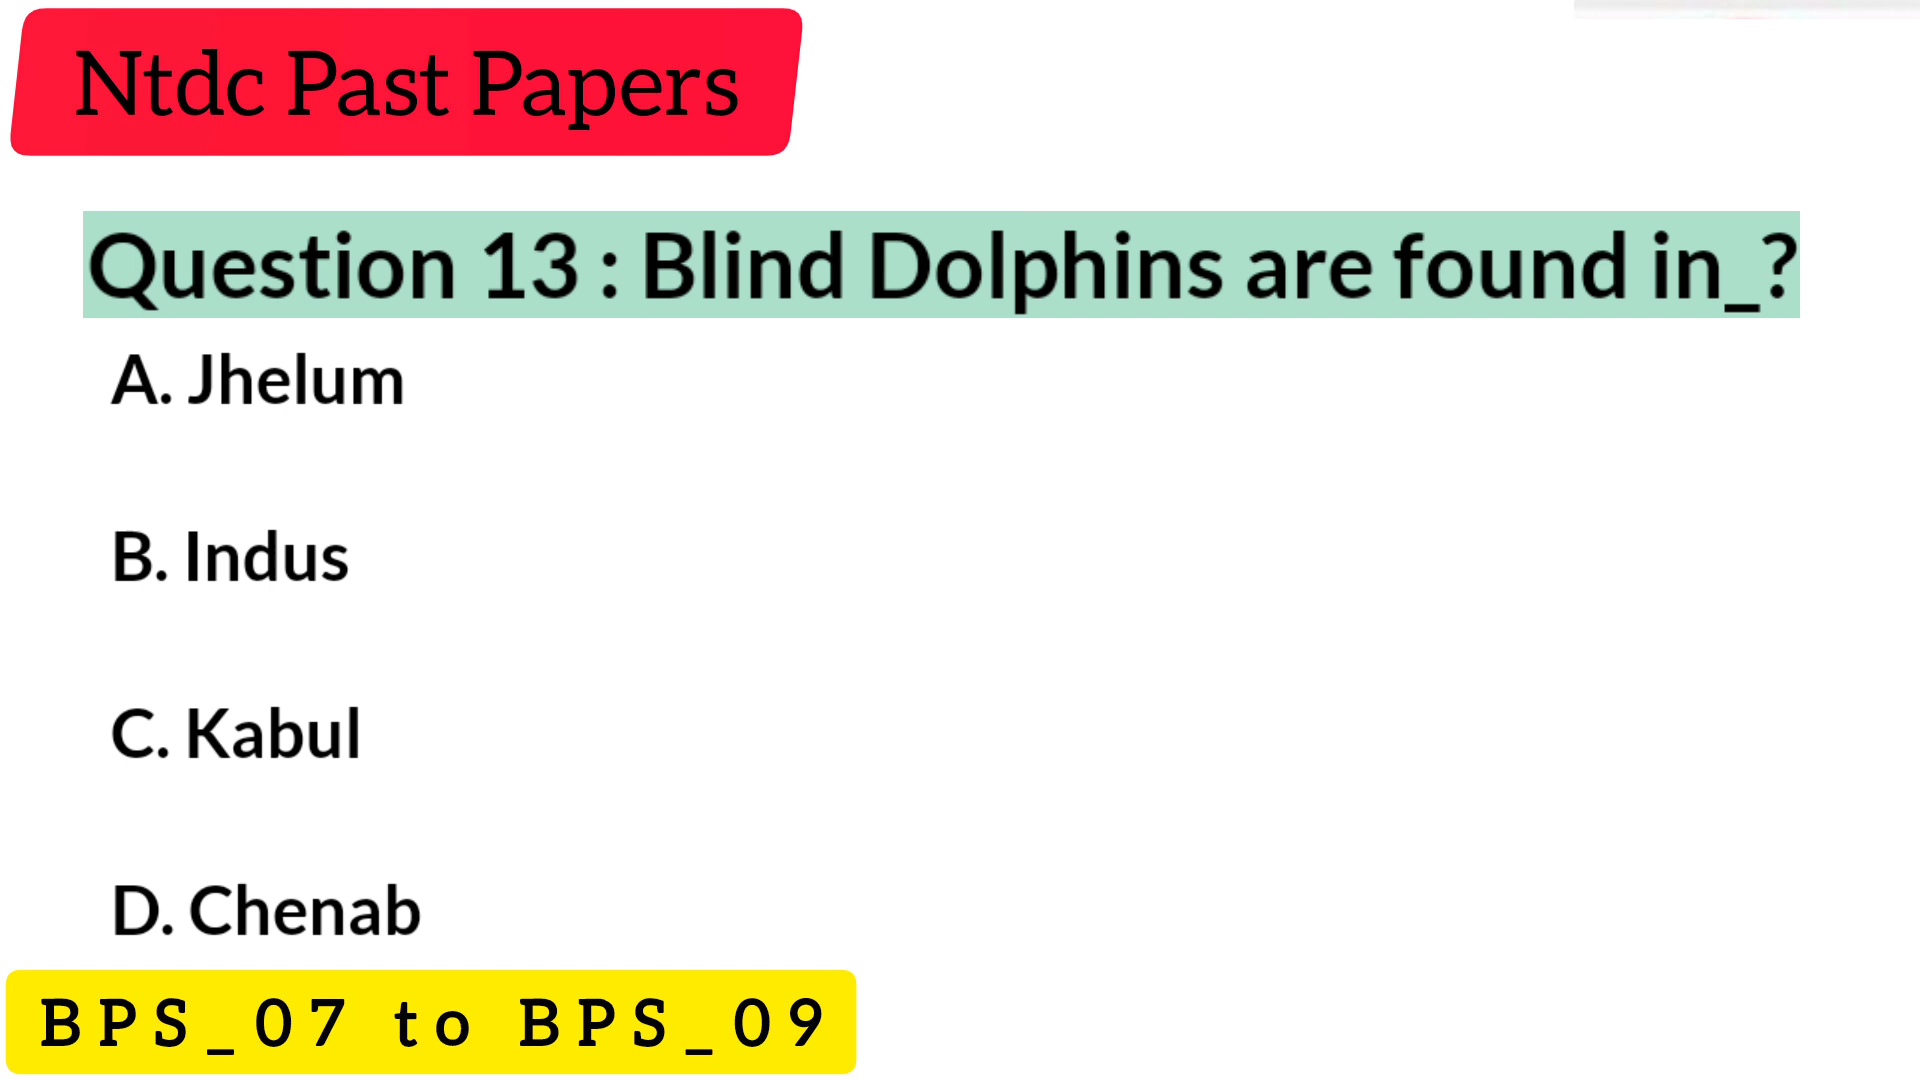 Ntdc Past Papers
Question 13 : Blind Dolphins are found in_?
A. Jhelum
B. Indus
C. Kabul
D. Chenab
BPS_07 to BPS_09